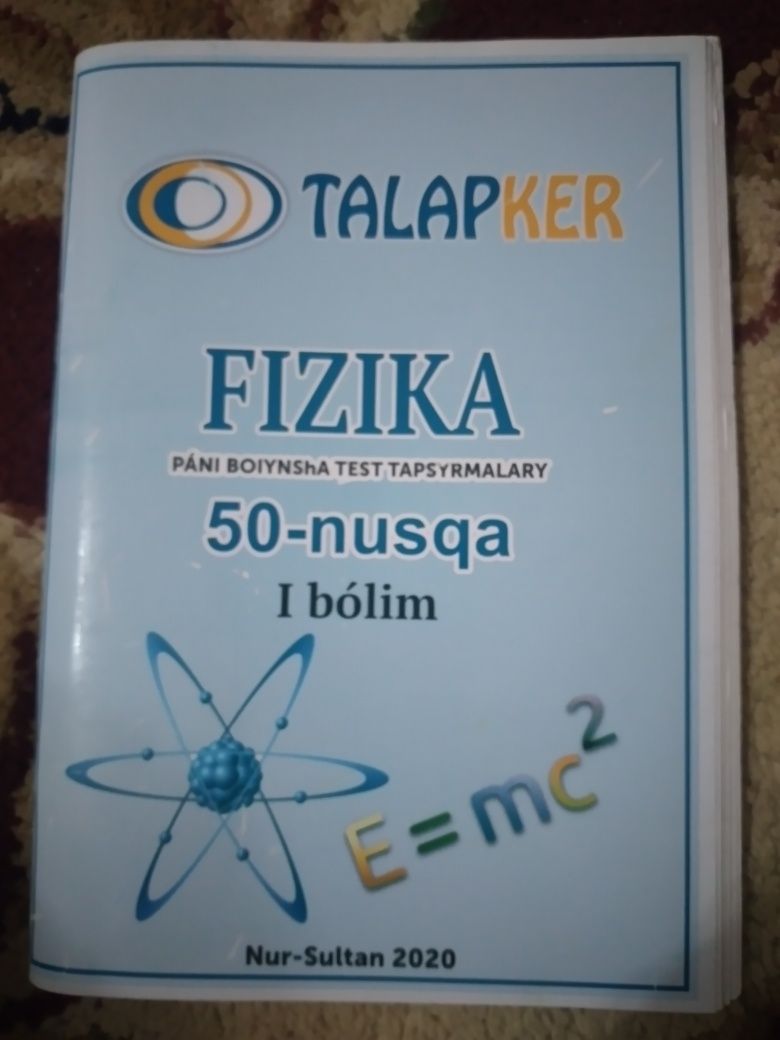 TALAPKER
FIZIKA
PÁNI BOIYNShA TEST TAPSYRMALARY
50-nusqa
I bólim
E=mc²
Nur-Sultan 2020